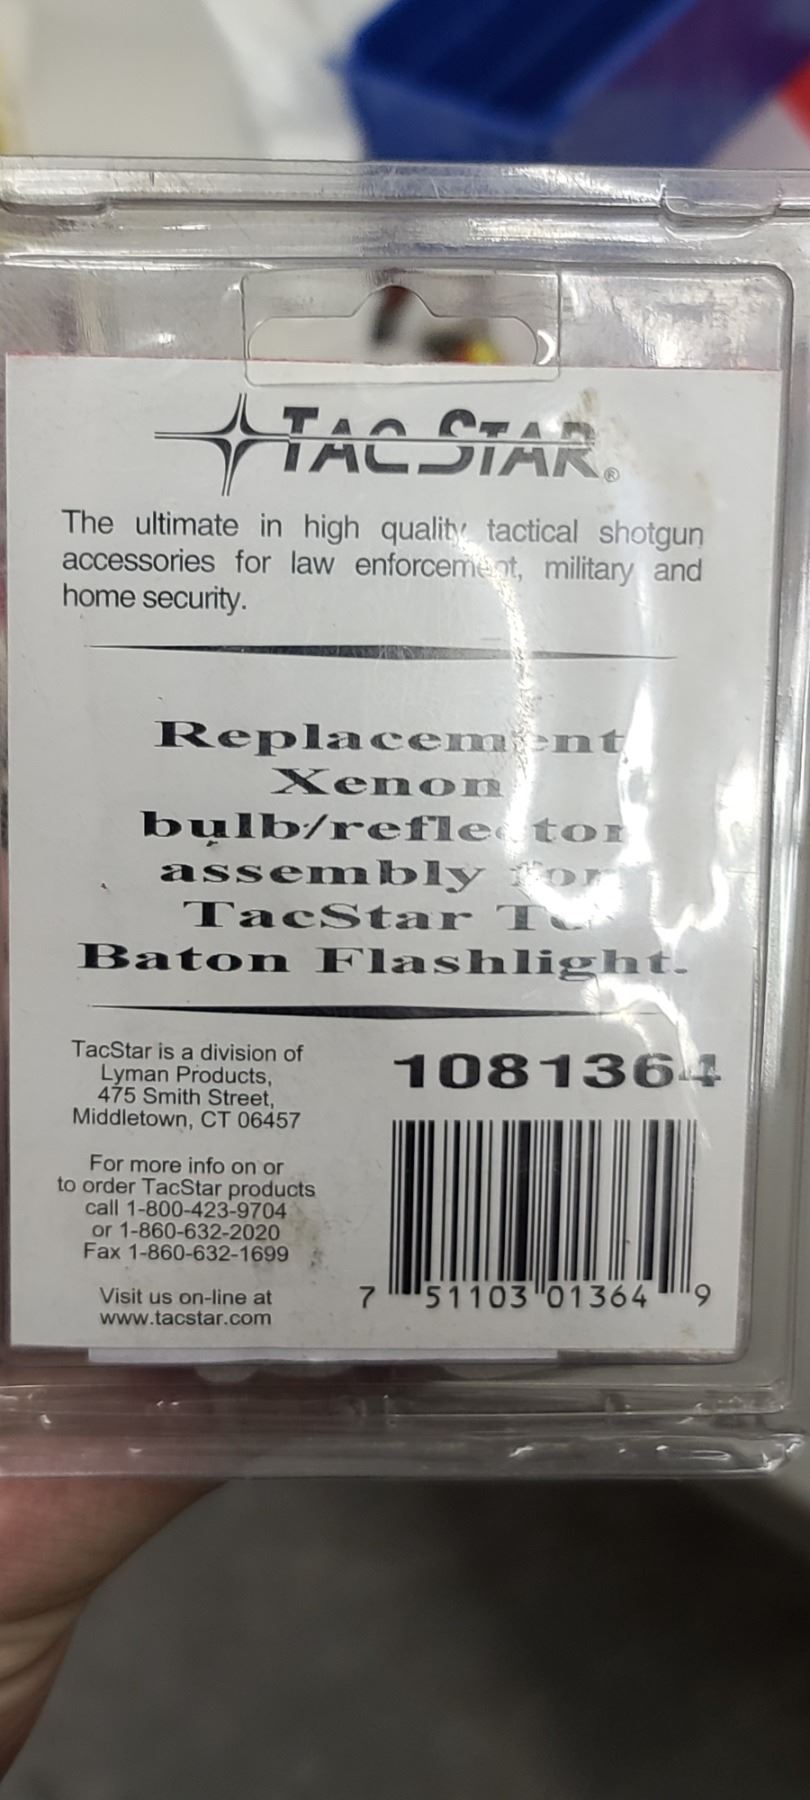 TAC STAR®
The ultimate in high quality tactical shotgun
accessories for law enforcement, military and
home security.
Replacement
Xenon
bulb/reflector
assembly for
TacStar
Baton Flashlight.
TacStar is a division of
Lyman Products,
475 Smith Street,
Middletown, CT 06457
For more info on or
to order TacStar products
call 1-800-423-9704
or 1-860-632-2020
Fax 1-860-632-1699
Visit us on-line at
www.tacstar.com
1081364
7 51103 01364 9